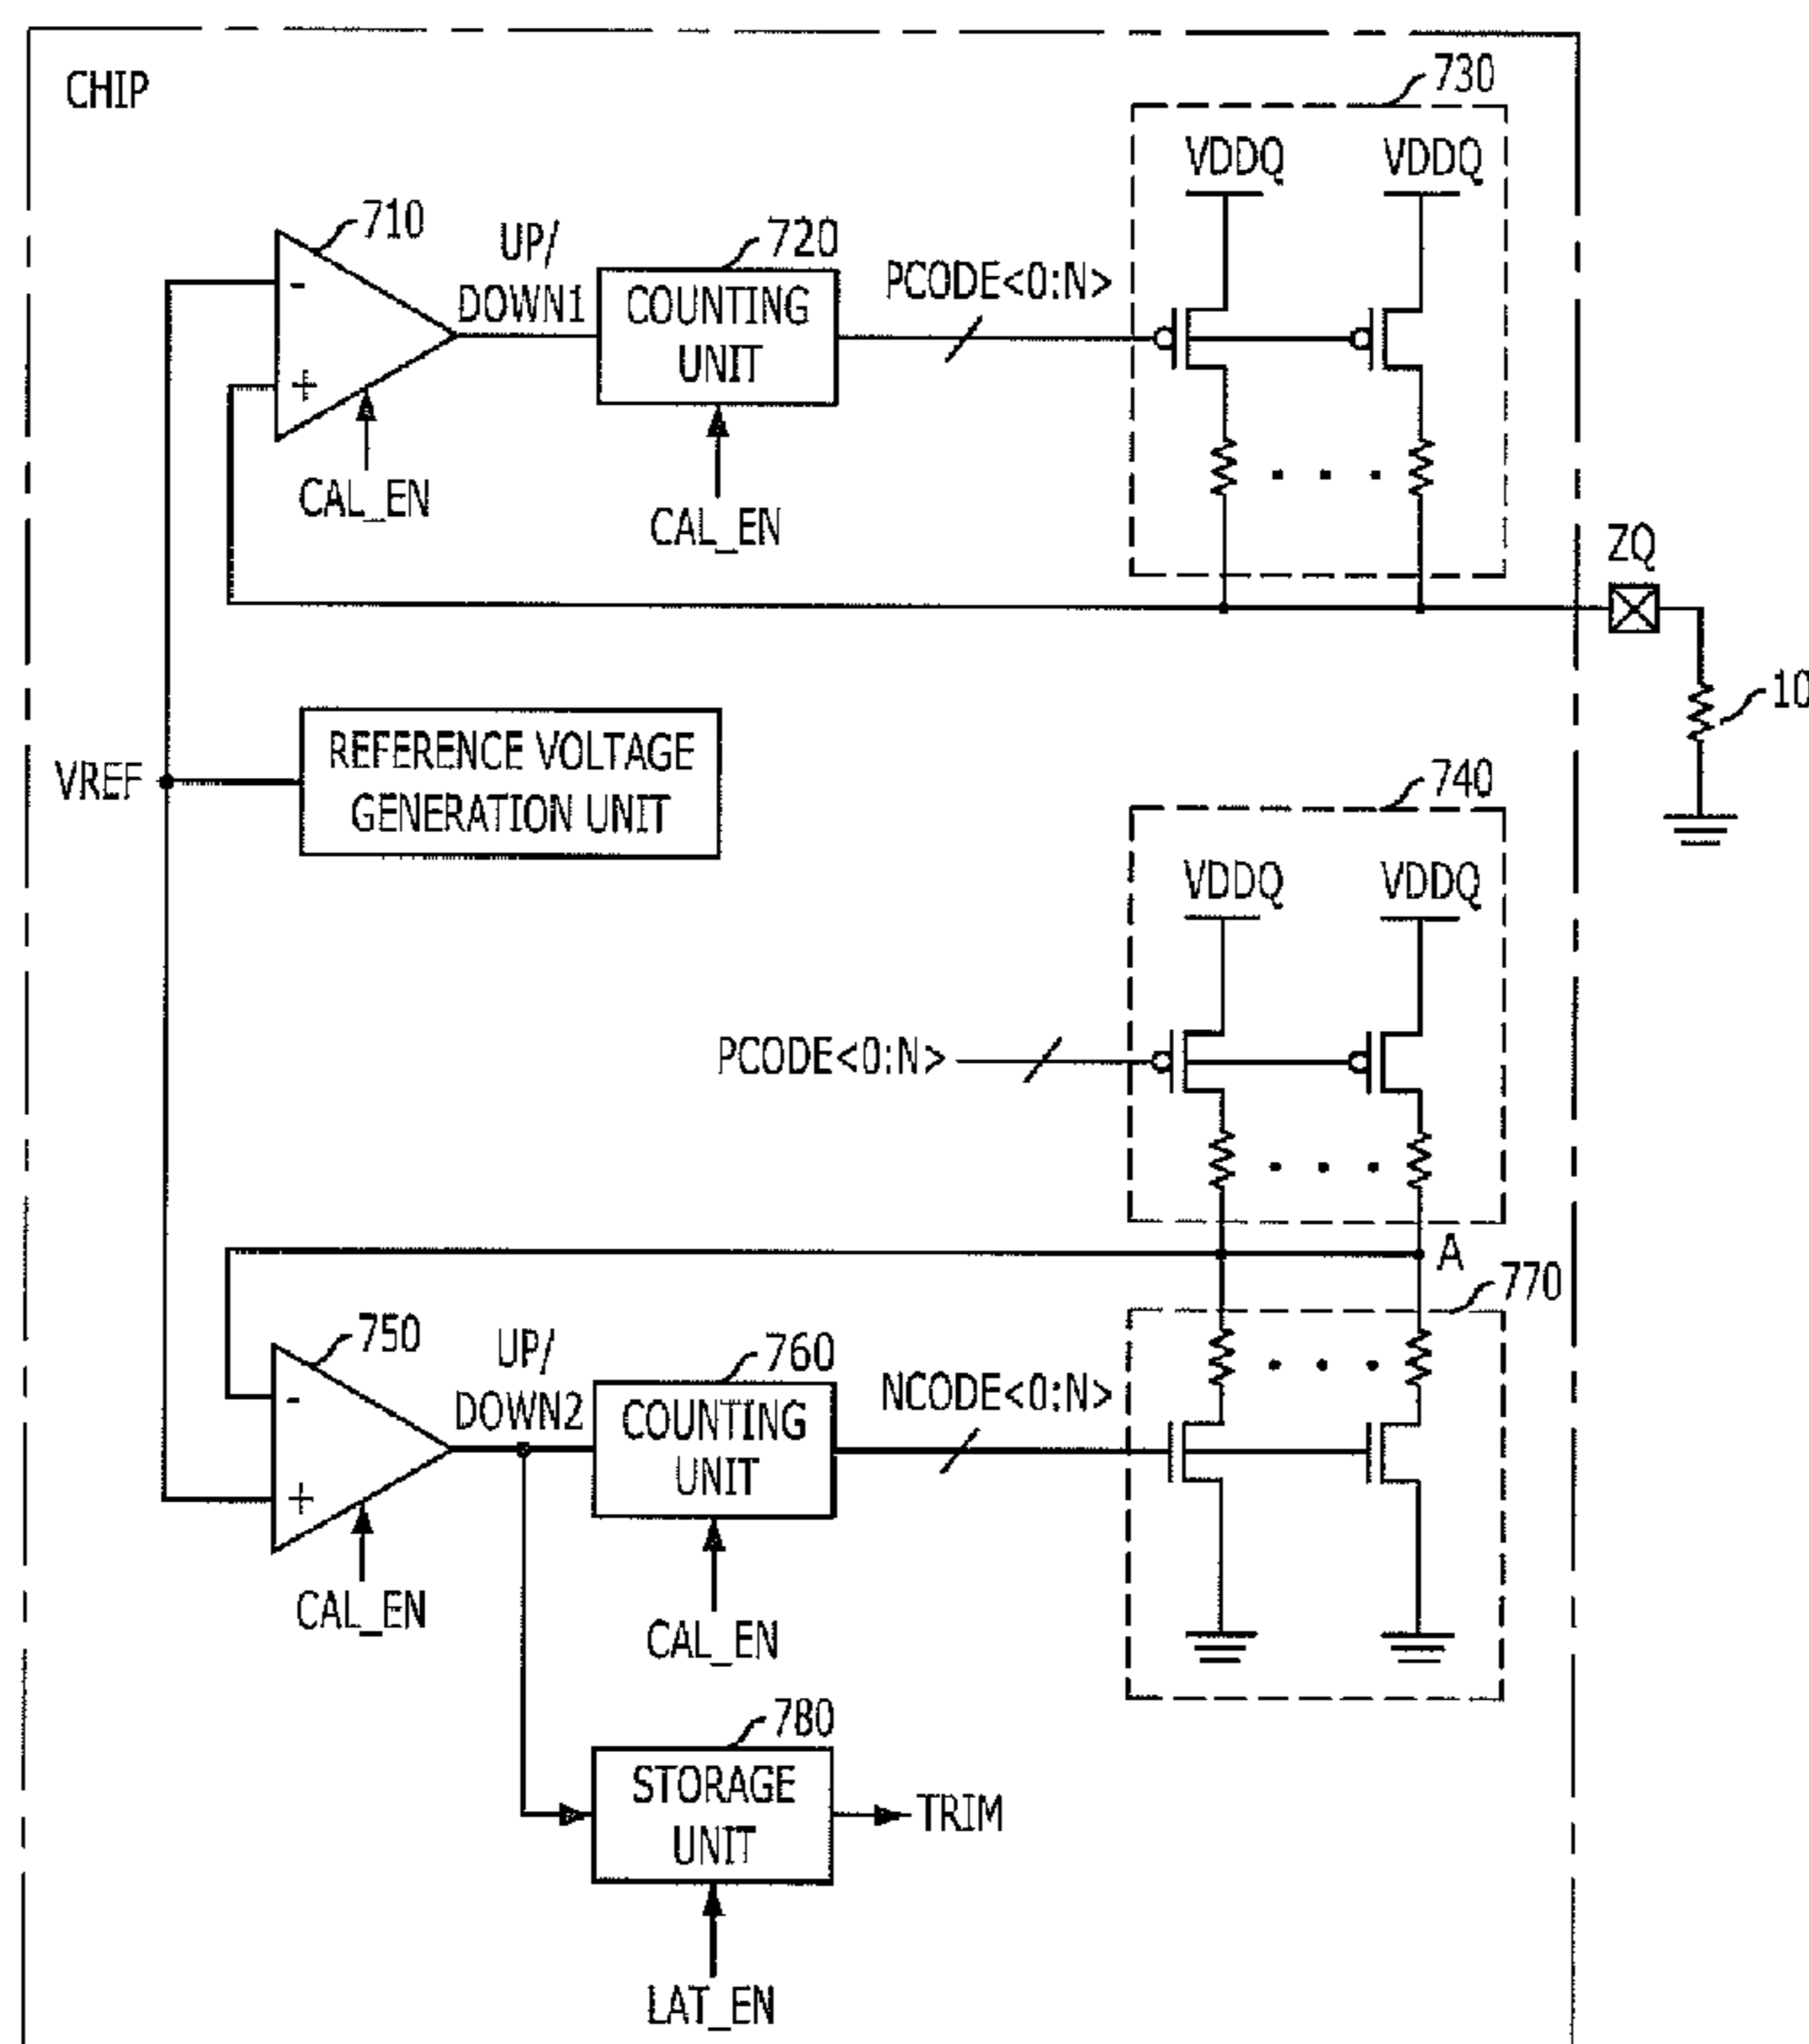 CHIP
730
VDDQ VDDQ
710
UP/
DOWN1
720
COUNTING
UNIT
PCODE<0:N>
-
+
CAL_EN
CAL_EN
ZQ
10
VREF
REFERENCE VOLTAGE
GENERATION UNIT
740
VDDQ VDDQ
PCODE<0:N>
A
770
750
UP/
DOWN2
760
COUNTING
UNIT
NCODE<0:N>
-
+
CAL_EN
CAL_EN
780
STORAGE
UNIT
TRIM
LAT_EN